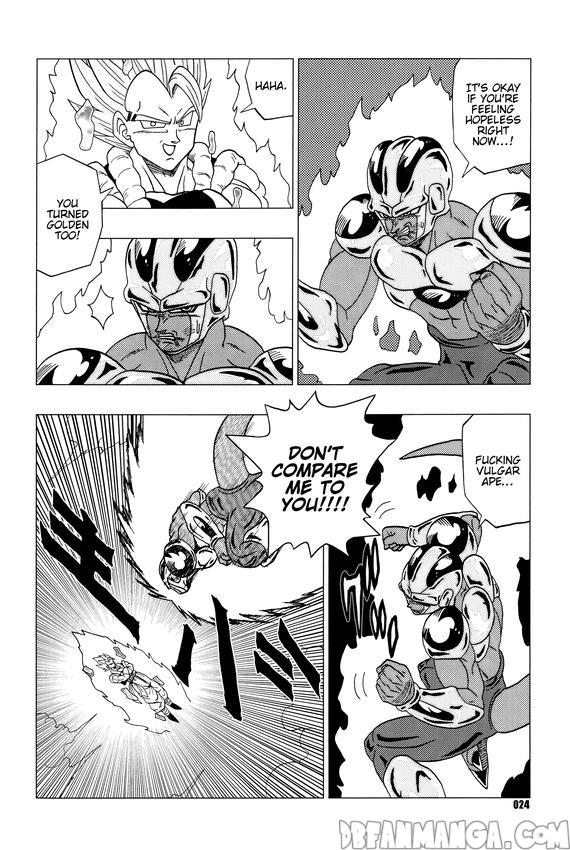 IT'S OKAY
IF YOU'RE
FEELING
HOPELESS
RIGHT
NOW...!
HAHA.
YOU
TURNED
GOLDEN
TOO!
FUCKING
VULGAR
APE...
DON'T
COMPARE
ME TO
YOU!!!!
024
DBFANMANGA.COM